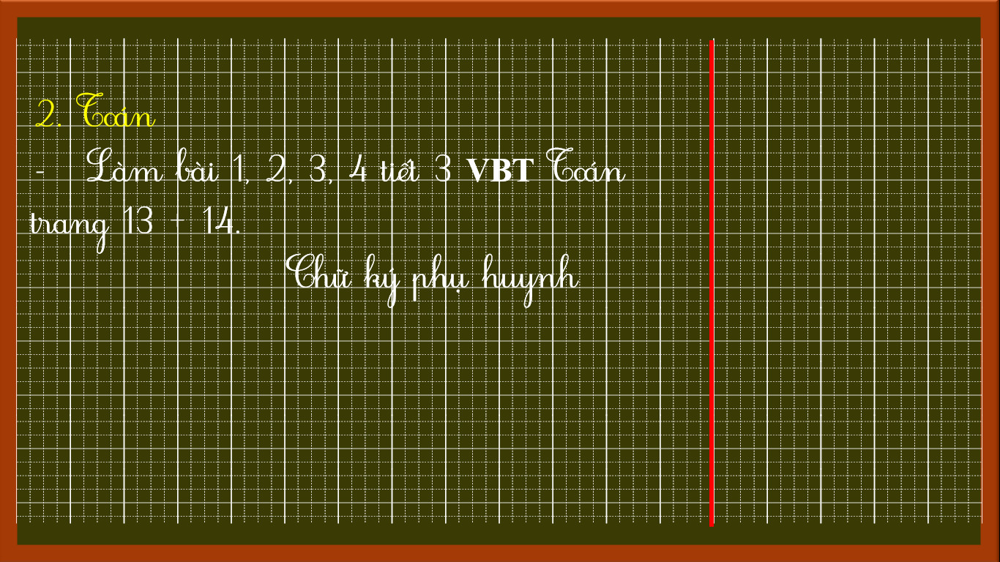 2. Toán
- Làm bài 1, 2, 3, 4 tiết 3 VBT Toán
trang 13 + 14.
Chữ ký phụ huynh